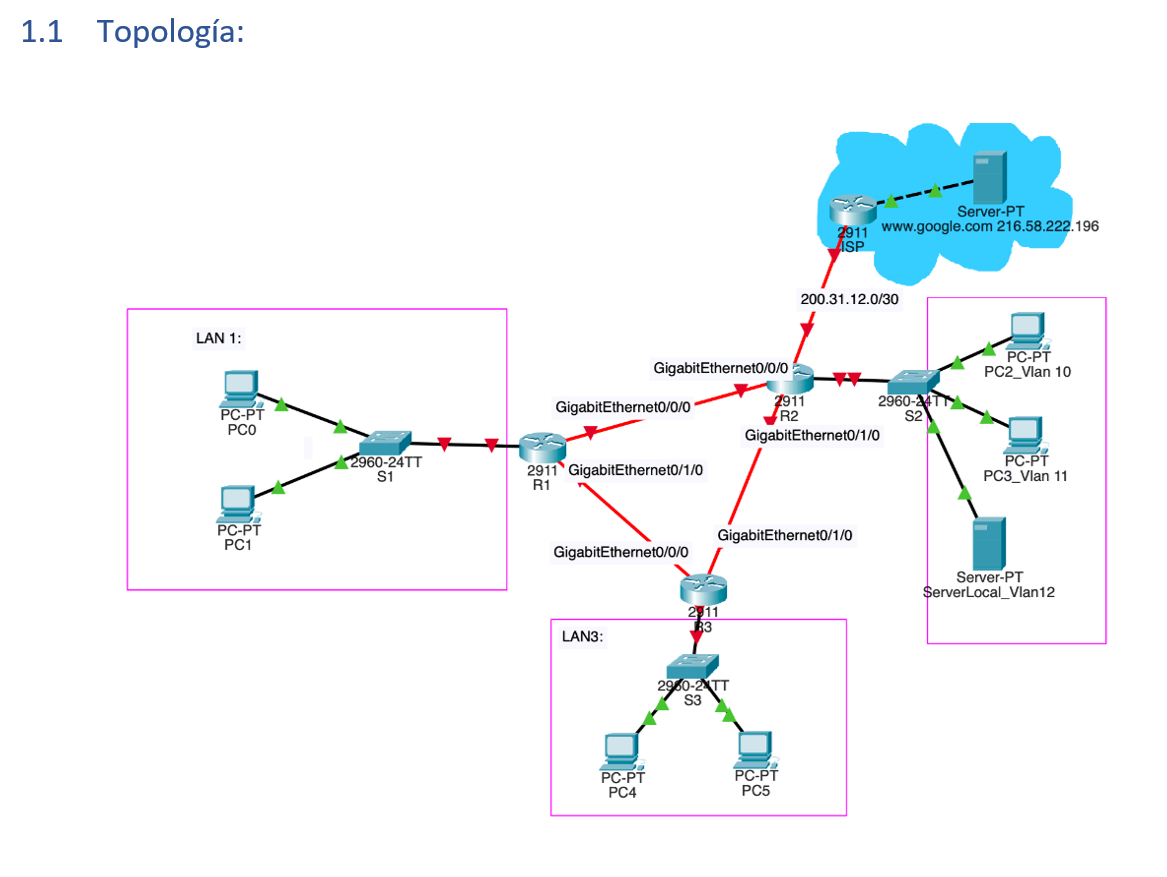 1.1 Topología:
Server-PT
www.google.com 216.58.222.196
2911
ISP
200.31.12.0/30
LAN 1:
PC-PT
PC0
PC-PT
PC1
2960-24TT
S1
2911
R1
GigabitEthernet0/0/0
GigabitEthernet0/1/0
GigabitEthernet0/0/0
2911
R2
GigabitEthernet0/1/0
2960-24TT
S2
PC-PT
PC2_Vlan 10
PC-PT
PC3_Vlan 11
Server-PT
ServerLocal_Vlan12
GigabitEthernet0/0/0
GigabitEthernet0/1/0
2911
R3
LAN3:
2960-24TT
S3
PC-PT
PC4
PC-PT
PC5